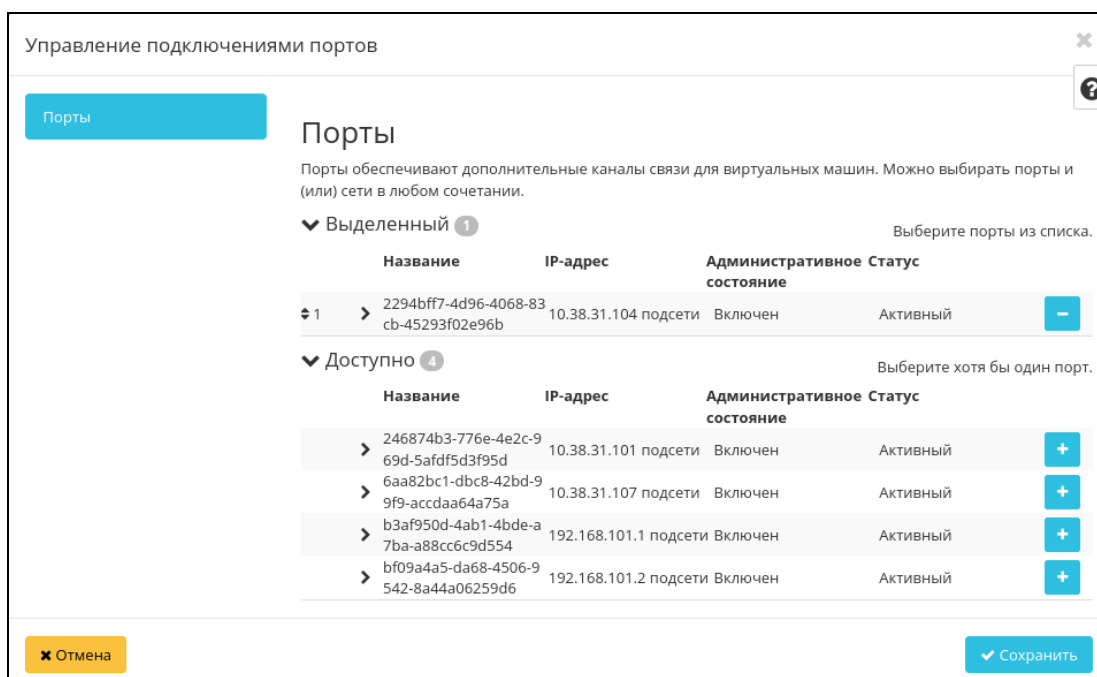 Управление подключениями портов
Порты
Порты
Порты обеспечивают дополнительные каналы связи для виртуальных машин. Можно выбирать порты и
(или) сети в любом сочетании.
Выделенный 1
Выберите порты из списка.
Название IP-адрес Административное Статус
состояние
1 2294bff7-4d96-4068-83 10.38.31.104 подсети Включен Активный
cb-45293f02e96b
Доступно 4
Выберите хотя бы один порт.
Название IP-адрес Административное Статус
состояние
246874b3-776e-4e2c-9 10.38.31.101 подсети Включен Активный
69d-5afdf5d3f95d
6aa82bc1-dbc8-42bd-9 10.38.31.107 подсети Включен Активный
9f9-accdaa64a75a
b3af950d-4ab1-4bde-a 192.168.101.1 подсети Включен Активный
7ba-a88cc6c9d554
bf09a4a5-da68-4506-9 192.168.101.2 подсети Включен Активный
542-8a44a06259d6
Отмена
Сохранить